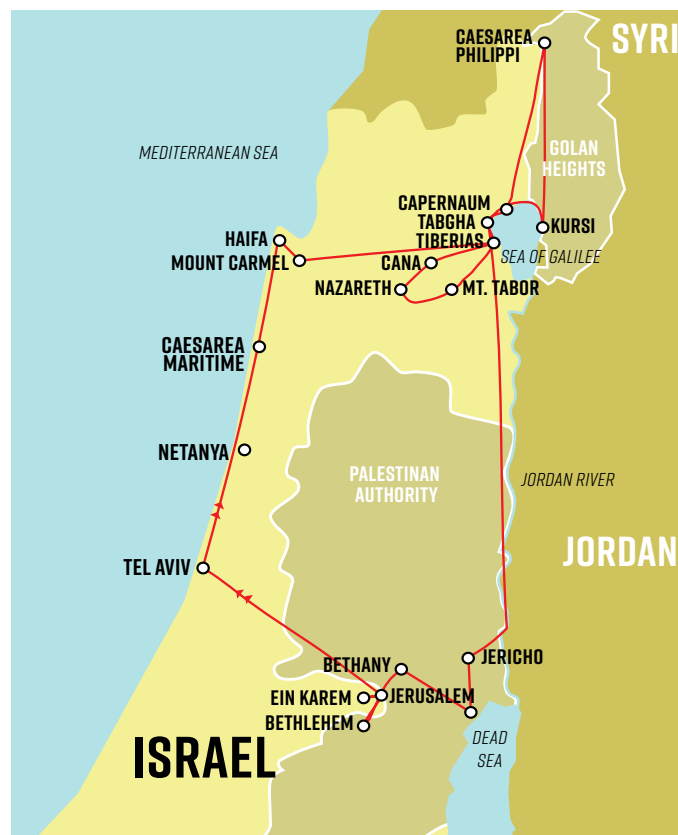 CAESAREA
PHILIPPI
SYRI
MEDITERRANEAN SEA
GOLAN
HEIGHTS
CAPERNAUM
TABGHA
KURSI
HAIFA
TIBERIAS
SEA OF GALILEE
MOUNT CARMEL
CANA
NAZARETH
MT. TABOR
CAESAREA
MARITIME
NETANYA
PALESTINAN
AUTHORITY
JORDAN RIVER
JORDAN
TEL AVIV
JERICHO
BETHANY
EIN KAREM
JERUSALEM
BETHLEHEM
ISRAEL
DEAD
SEA